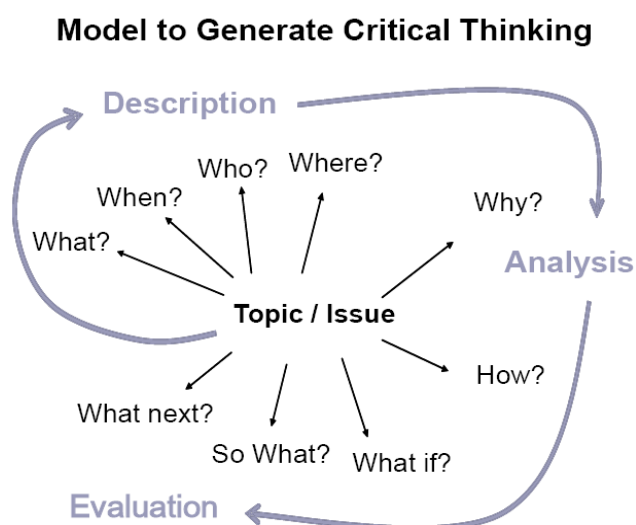 Model to Generate Critical Thinking
Description
Who? Where?
When?
Why?
What?
Analysis
Topic / Issue
How?
What next?
So What?
What if?
Evaluation